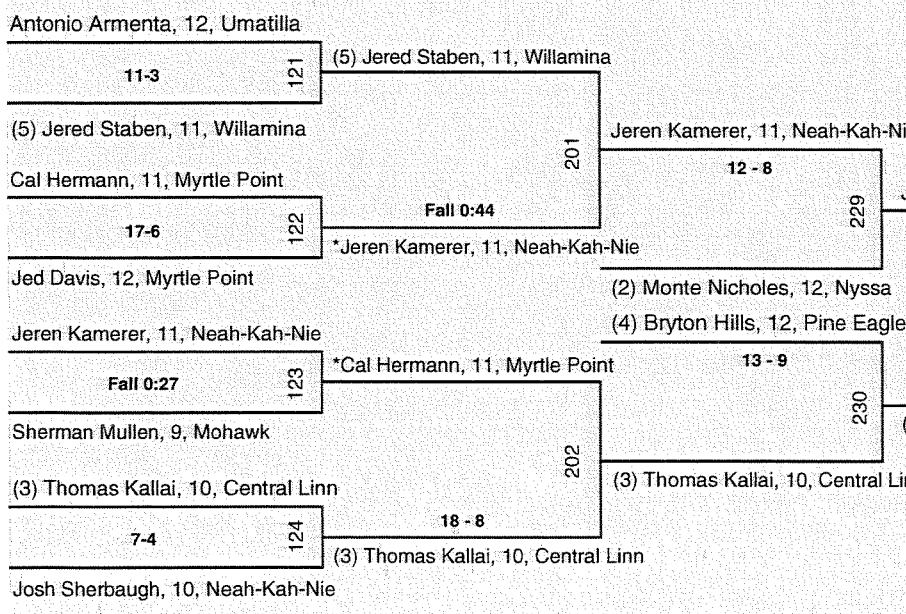 Antonio Armenta, 12, Umatilla
11-3
121
(5) Jered Staben, 11, Willamina
(5) Jered Staben, 11, Willamina
Cal Hermann, 11, Myrtle Point
17-6
122
Jed Davis, 12, Myrtle Point
201
Fall 0:44
*Jeren Kamerer, 11, Neah-Kah-Nie
Jeren Kamerer, 11, Neah-Kah-Nie
Fall 0:27
123
Sherman Mullen, 9, Mohawk
*Cal Hermann, 11, Myrtle Point
(3) Thomas Kallai, 10, Central Linn
7-4
124
Josh Sherbaugh, 10, Neah-Kah-Nie
202
18 - 8
(3) Thomas Kallai, 10, Central Linn
Jeren Kamerer, 11, Neah-Kah-Ni
12 - 8
229
(2) Monte Nicholes, 12, Nyssa
(4) Bryton Hills, 12, Pine Eagle
13 - 9
230
(3) Thomas Kallai, 10, Central Li
(